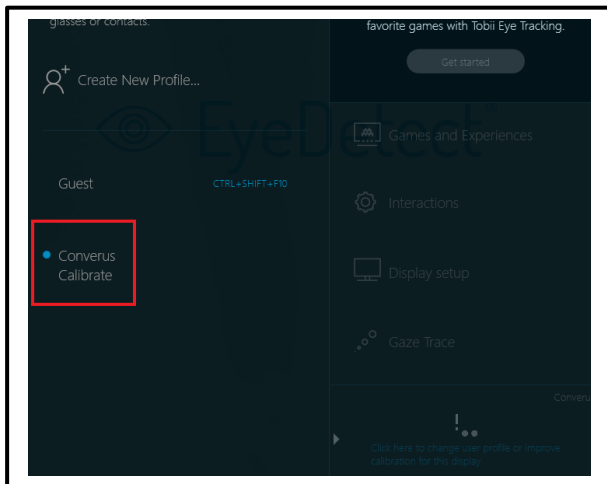 glasses or contacts.
Create New Profile...
Guest CTRL+SHIFT+F10
Converus
Calibrate
EyeDetect®
favorite games with Tobii Eye Tracking.
Get started
Games and Experiences
Interactions
Display setup
Gaze Trace
Converu
Click here to change user profile or improve
calibration for this display.